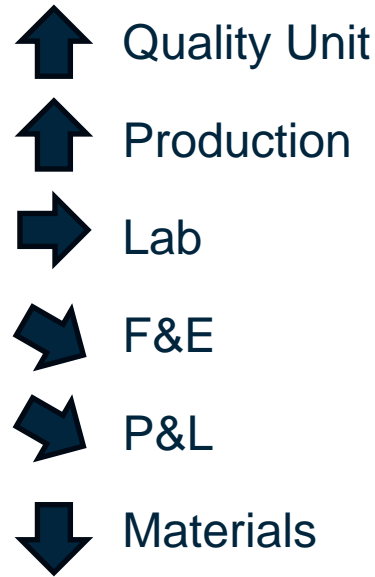 Quality Unit
Production
Lab
F&E
P&L
Materials